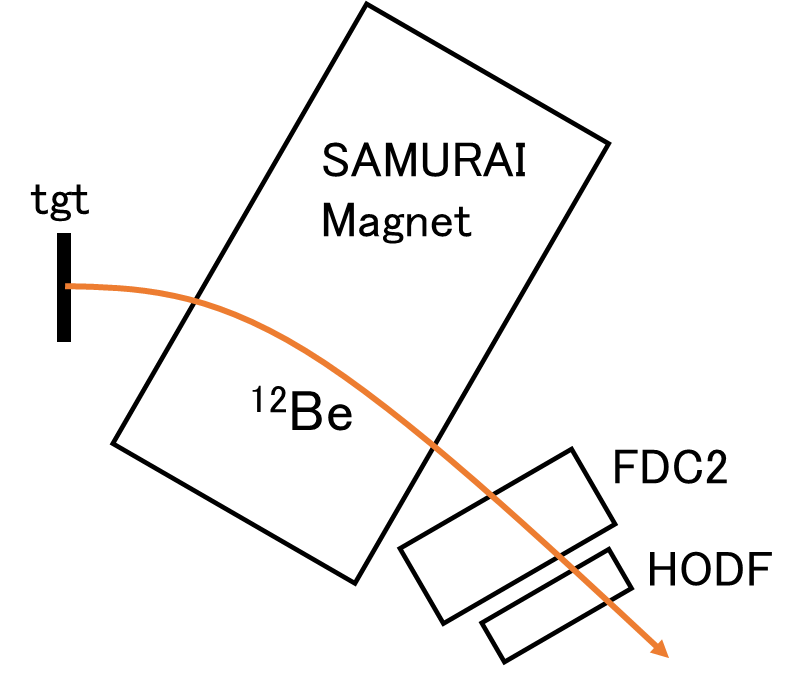 tgt
SAMURAI
Magnet
¹²Be
FDC2
HODF